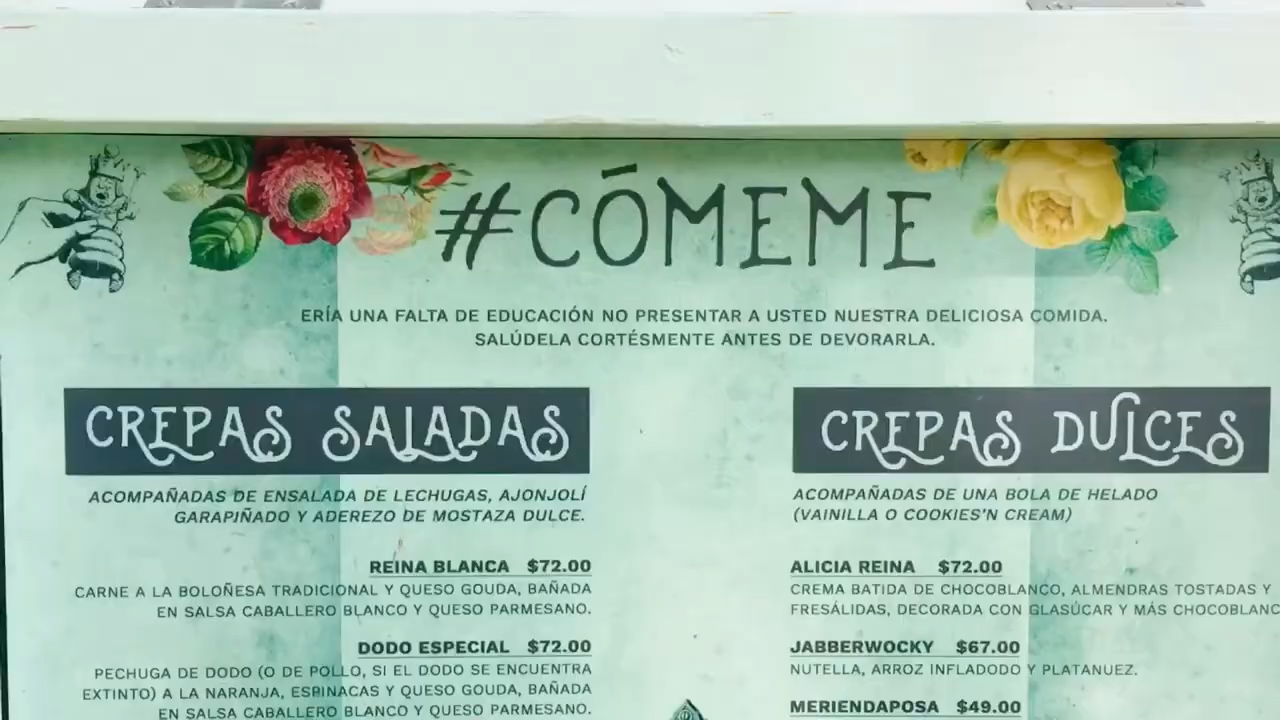 #CÓMEME
ERÍA UNA FALTA DE EDUCACIÓN NO PRESENTAR A USTED NUESTRA DELICIOSA COMIDA.
SALÚDELA CORTÉSMENTE ANTES DE DEVORARLA.
CREPAS SALADAS
ACOMPAÑADAS DE ENSALADA DE LECHUGAS, AJONJOLÍ
GARAPIÑADO Y ADEREZO DE MOSTAZA DULCE.
REINA BLANCA $72.00
CARNE A LA BOLOÑESA TRADICIONAL Y QUESO GOUDA, BAÑADA
EN SALSA CABALLERO BLANCO Y QUESO PARMESANO.
DODO ESPECIAL $72.00
PECHUGA DE DODO (O DE POLLO, SI EL DODO SE ENCUENTRA
EXTINTO) A LA NARANJA, ESPINACAS Y QUESO GOUDA, BAÑADA
EN SALSA CABALLERO BLANCO Y QUESO PARMESANO.
CREPAS DULCES
ACOMPAÑADAS DE UNA BOLA DE HELADO
(VAINILLA O COOKIES'N CREAM)
ALICIA REINA $72.00
CREMA BATIDA DE CHOCOBLANCO, ALMENDRAS TOSTADAS Y
FRESÁLIDAS, DECORADA CON GLASÚCAR Y MÁS CHOCOBLANC
JABBERWOCKY $67.00
NUTELLA, ARROZ INFLADODO Y PLATANUEZ.
MERIENDAPOSA $49.00